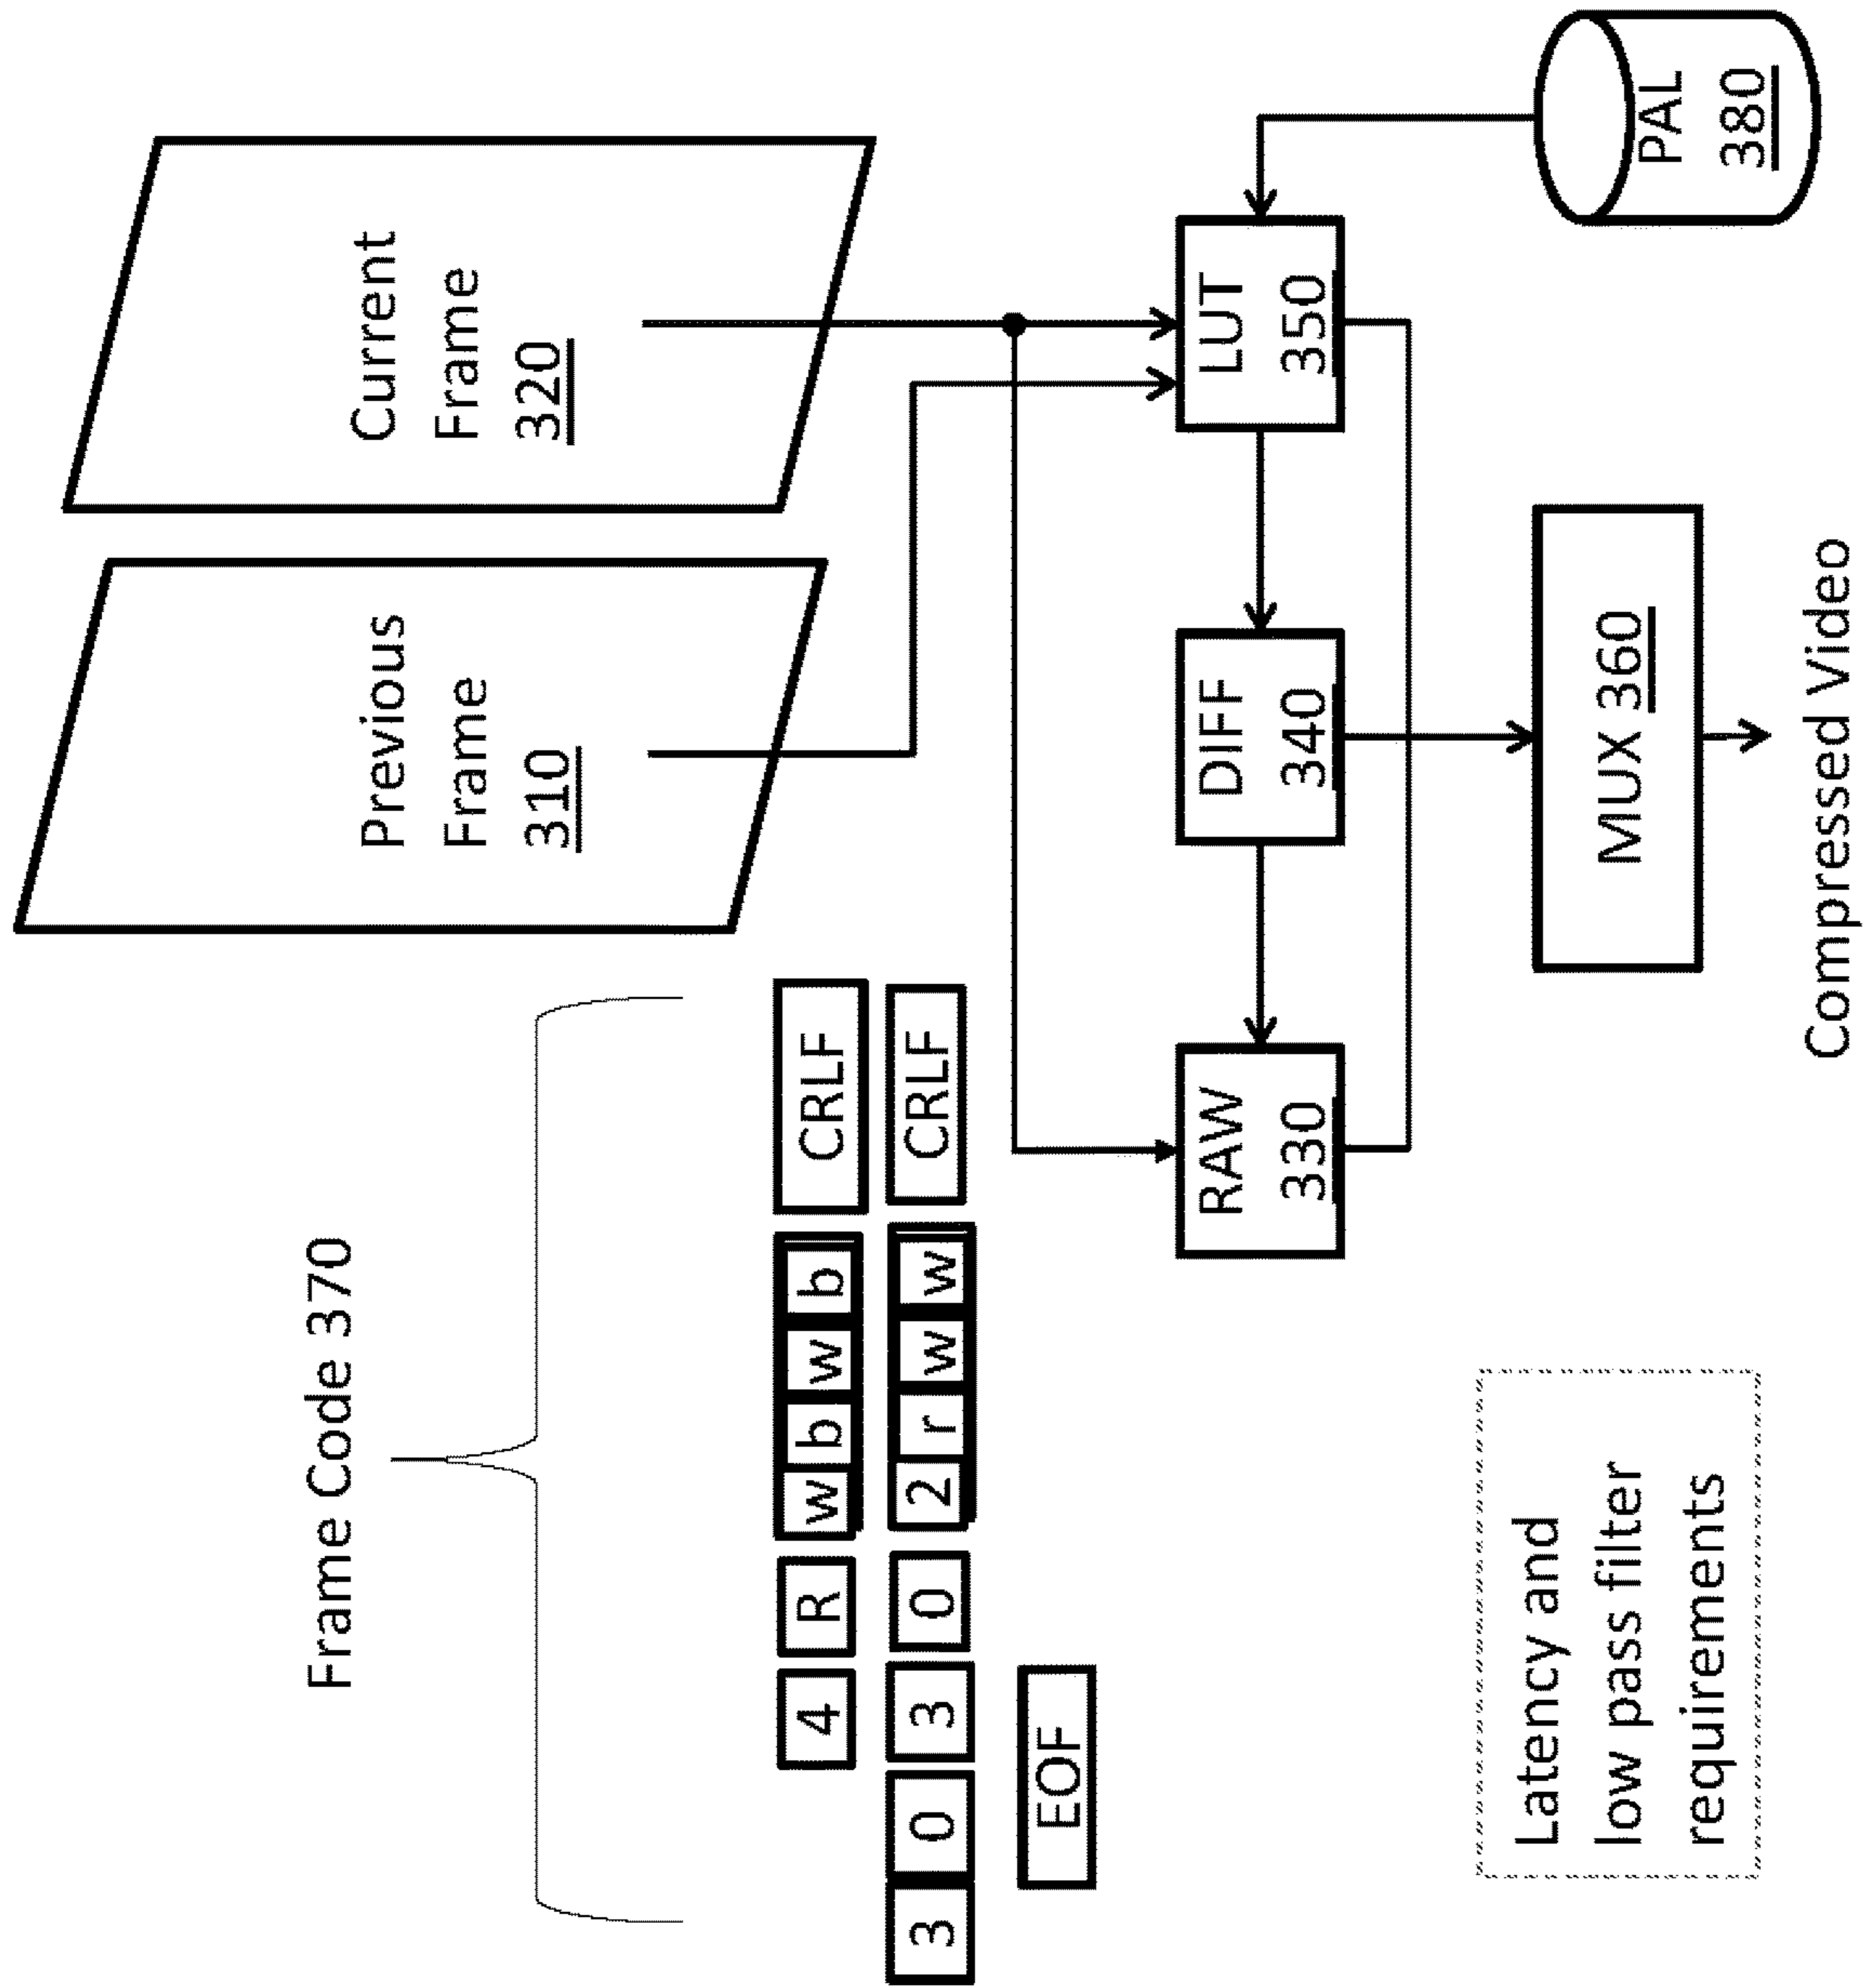 Frame Code 370
4 R w b w b CRLF
3 0 3 0 2 r w w CRLF
EOF
Latency and
low pass filter
requirements
Previous
Frame
310
Current
Frame
320
RAW
330
DIFF
340
LUT
350
MUX 360
PAL
380
Compressed Video